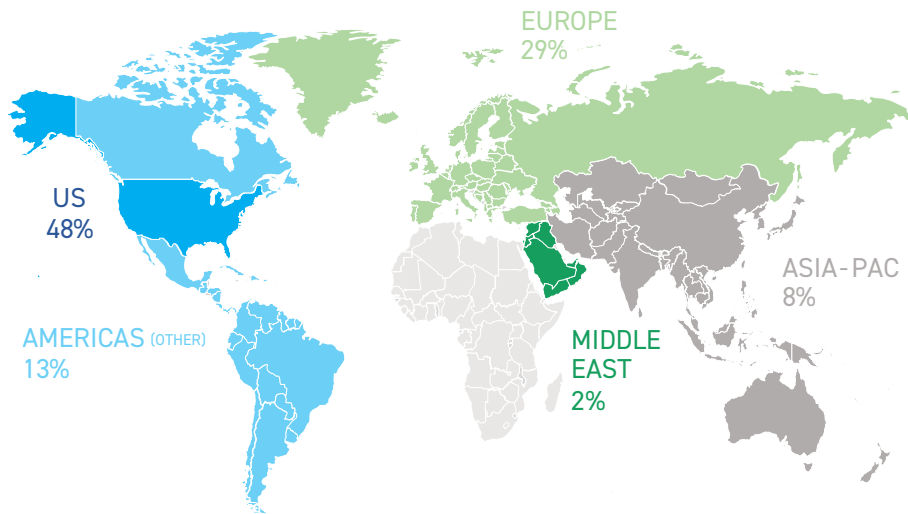 EUROPE
29%
US
48%
ASIA-PAC
8%
AMERICAS (OTHER)
13%
MIDDLE
EAST
2%